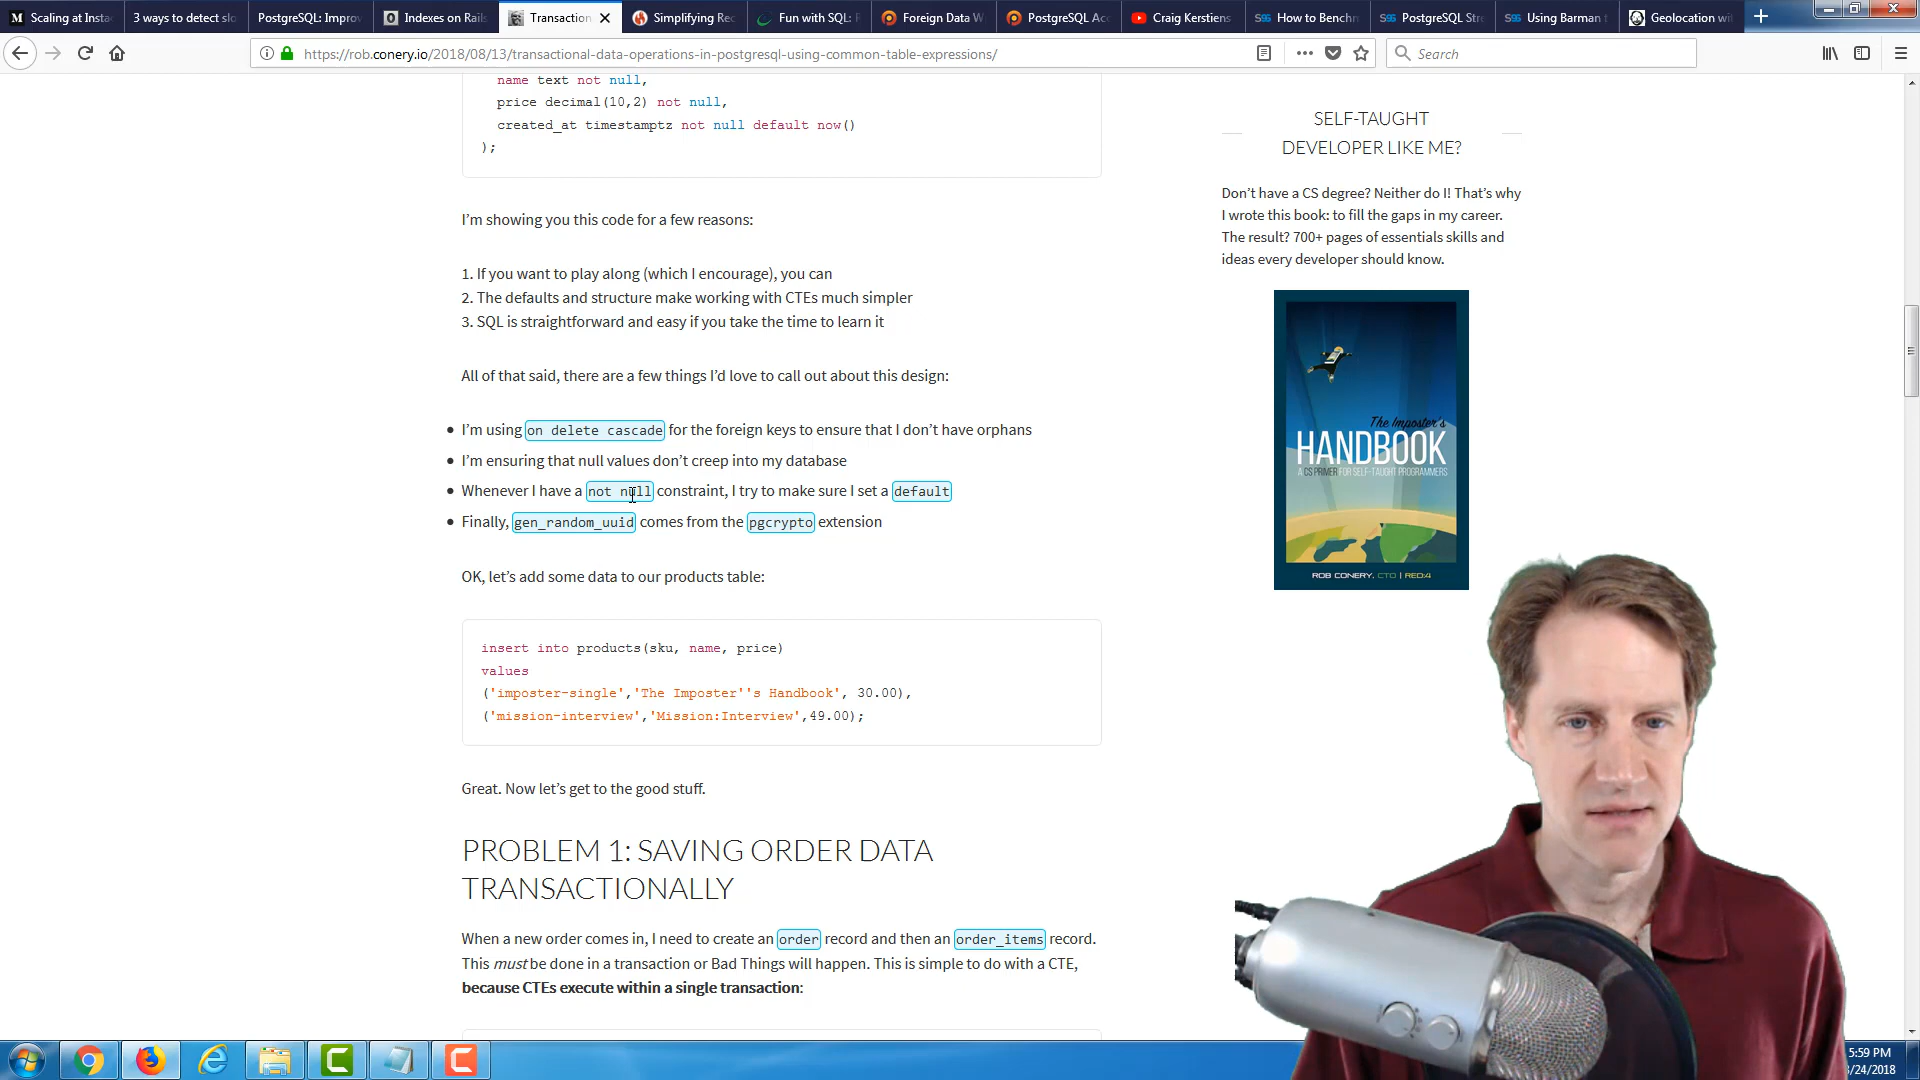 Scaling at Insta
3 ways to detect slo
PostgreSQL: Improv
Indexes on Rails
Transaction
Simplifying Rec
Fun with SQL: R
Foreign Data W
PostgreSQL Acc
Craig Kerstiens
How to Benchm
PostgreSQL Stre
Using Barman t
Geolocation wi
https://rob.conery.io/2018/08/13/transactional-data-operations-in-postgresql-using-common-table-expressions/
Search
name text not null,
price decimal(10,2) not null,
created_at timestamptz not null default now()
);
I'm showing you this code for a few reasons:
1. If you want to play along (which I encourage), you can
2. The defaults and structure make working with CTEs much simpler
3. SQL is straightforward and easy if you take the time to learn it
All of that said, there are a few things I'd love to call out about this design:
• I'm using on delete cascade for the foreign keys to ensure that I don't have orphans
• I'm ensuring that null values don't creep into my database
• Whenever I have a not null constraint, I try to make sure I set a default
• Finally, gen_random_uuid comes from the pgcrypto extension
OK, let's add some data to our products table:
insert into products(sku, name, price)
values
('imposter-single','The Imposter''s Handbook', 30.00),
('mission-interview','Mission:Interview',49.00);
Great. Now let's get to the good stuff.
PROBLEM 1: SAVING ORDER DATA
TRANSACTIONALLY
When a new order comes in, I need to create an order record and then an order_items record.
This must be done in a transaction or Bad Things will happen. This is simple to do with a CTE,
because CTEs execute within a single transaction:
SELF-TAUGHT
DEVELOPER LIKE ME?
Don't have a CS degree? Neither do I! That's why
I wrote this book: to fill the gaps in my career.
The result? 700+ pages of essentials skills and
ideas every developer should know.
The Imposter's
HANDBOOK
A CS PRIMER FOR SELF-TAUGHT PROGRAMMERS
ROB CONERY, CTO | RED:4
5:59 PM
/24/2018